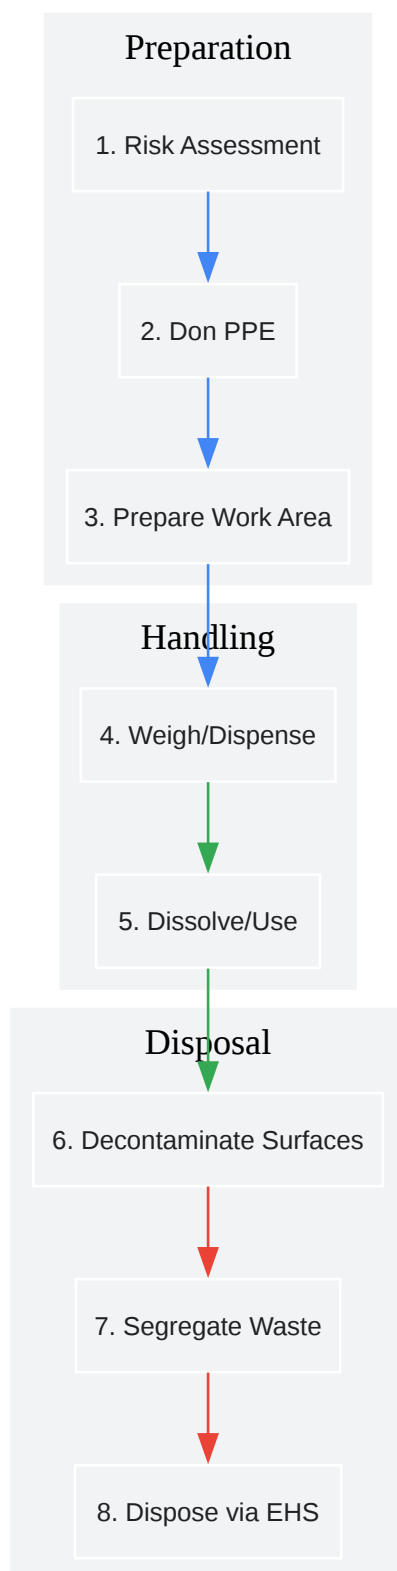 Preparation
1. Risk Assessment
2. Don PPE
3. Prepare Work Area
Handling
4. Weigh/Dispense
5. Dissolve/Use
Disposal
6. Decontaminate Surfaces
7. Segregate Waste
8. Dispose via EHS